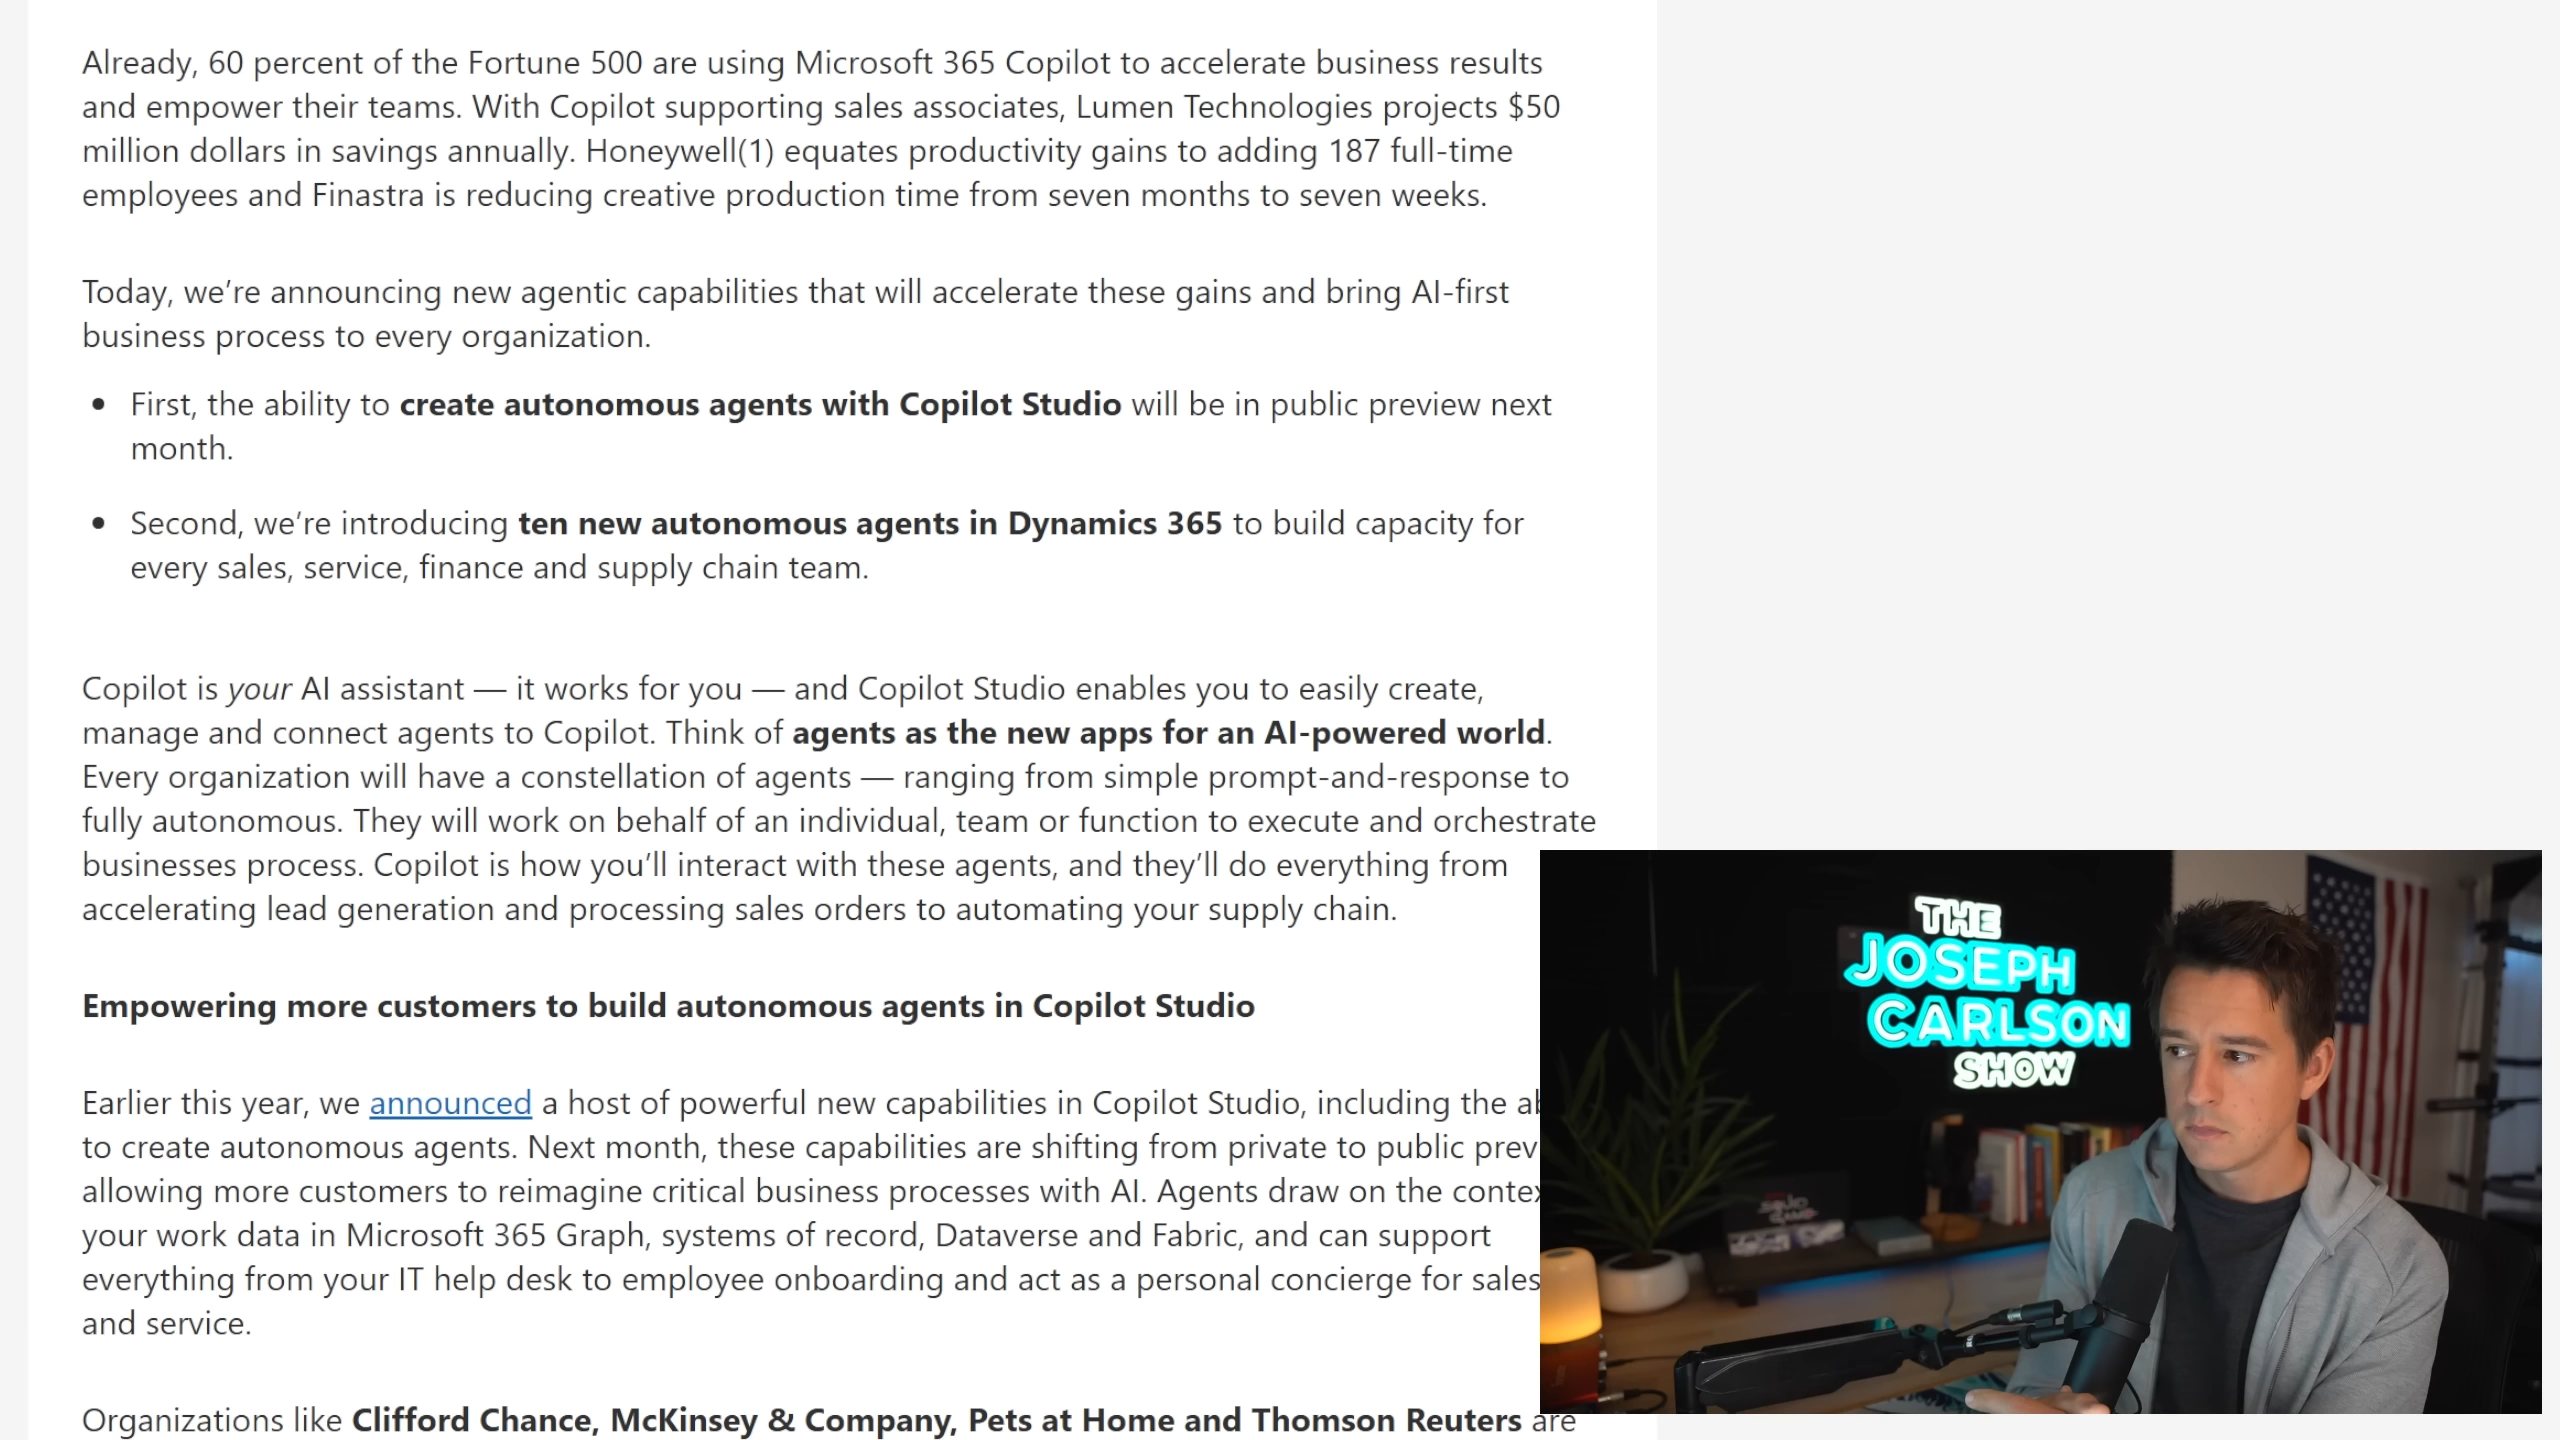 Already, 60 percent of the Fortune 500 are using Microsoft 365 Copilot to accelerate business results
and empower their teams. With Copilot supporting sales associates, Lumen Technologies projects $50
million dollars in savings annually. Honeywell(1) equates productivity gains to adding 187 full-time
employees and Finastra is reducing creative production time from seven months to seven weeks.
Today, we’re announcing new agentic capabilities that will accelerate these gains and bring AI-first
business process to every organization.
• First, the ability to create autonomous agents with Copilot Studio will be in public preview next
month.
• Second, we’re introducing ten new autonomous agents in Dynamics 365 to build capacity for
every sales, service, finance and supply chain team.
Copilot is your AI assistant — it works for you — and Copilot Studio enables you to easily create,
manage and connect agents to Copilot. Think of agents as the new apps for an AI-powered world.
Every organization will have a constellation of agents — ranging from simple prompt-and-response to
fully autonomous. They will work on behalf of an individual, team or function to execute and orchestrate
businesses process. Copilot is how you’ll interact with these agents, and they’ll do everything from
accelerating lead generation and processing sales orders to automating your supply chain.
Empowering more customers to build autonomous agents in Copilot Studio
Earlier this year, we announced a host of powerful new capabilities in Copilot Studio, including the
to create autonomous agents. Next month, these capabilities are shifting from private to public
allowing more customers to reimagine critical business processes with AI. Agents draw on the
your work data in Microsoft 365 Graph, systems of record, Dataverse and Fabric, and can support
everything from your IT help desk to employee onboarding and act as a personal concierge for sales
and service.
Organizations like Clifford Chance, McKinsey & Company, Pets at Home and Thomson Reuters are
THE
JOSEPH
CARLSON
SHOW